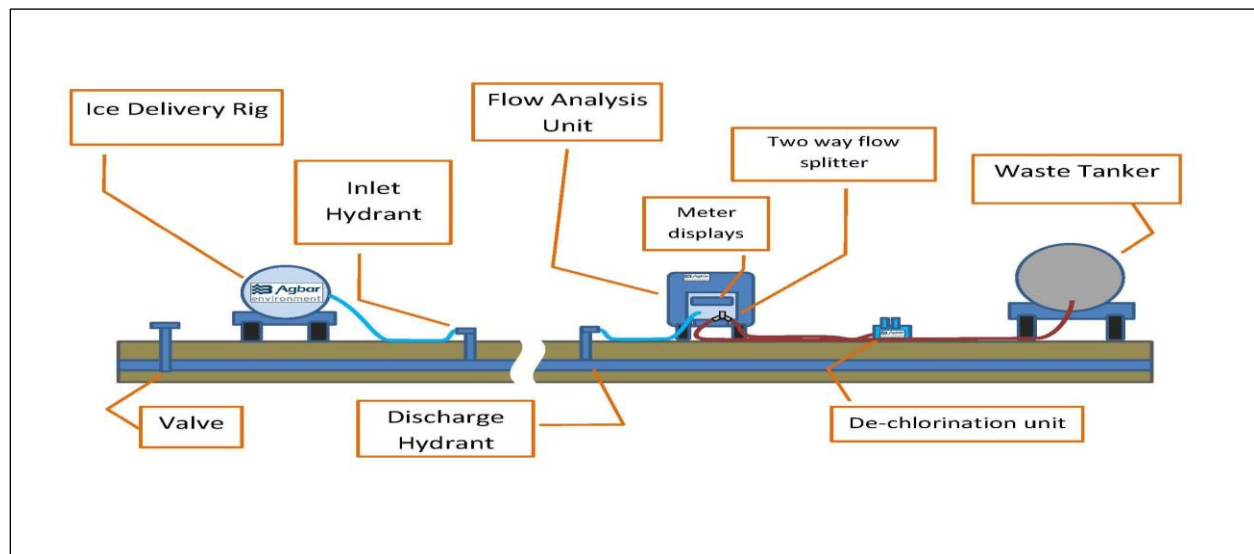 Ice Delivery Rig
Flow Analysis
Unit
Two way flow
splitter
Waste Tanker
Inlet
Hydrant
Meter
displays
Agbar
environment
Valve
Discharge
Hydrant
De-chlorination unit